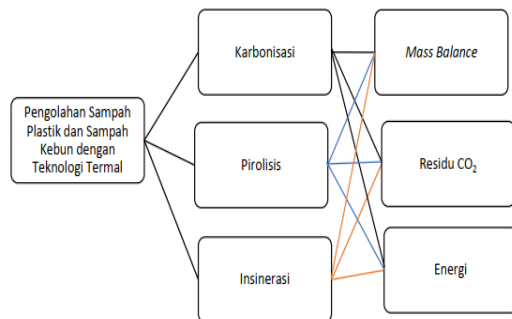 Pengolahan Sampah
Plastik dan Sampah
Kebun dengan
Teknologi Termal
Karbonisasi
Pirolisis
Insinerasi
Mass Balance
Residu CO₂
Energi